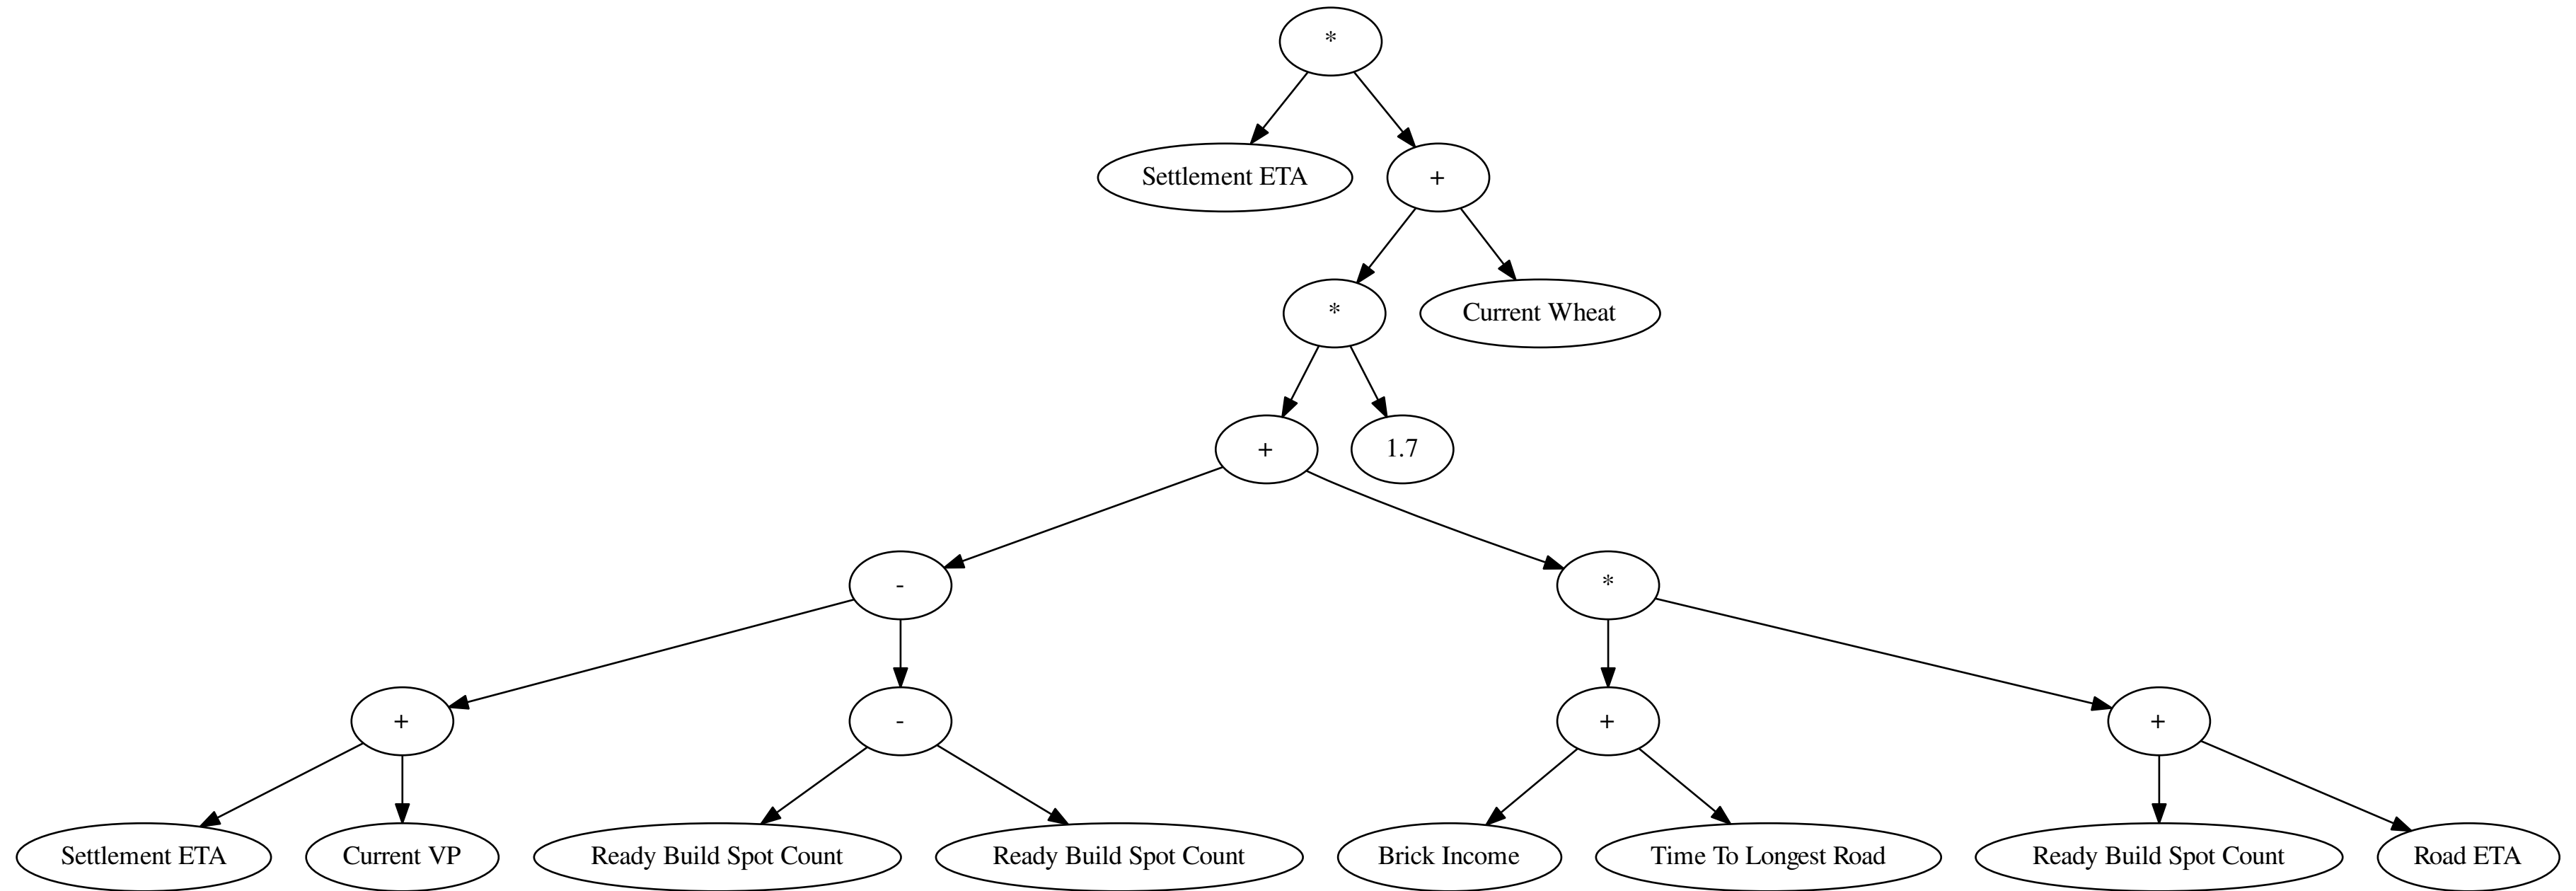 *
Settlement ETA
+
*
Current Wheat
+
1.7
-
*
+
-
+
+
Settlement ETA
Current VP
Ready Build Spot Count
Ready Build Spot Count
Brick Income
Time To Longest Road
Ready Build Spot Count
Road ETA